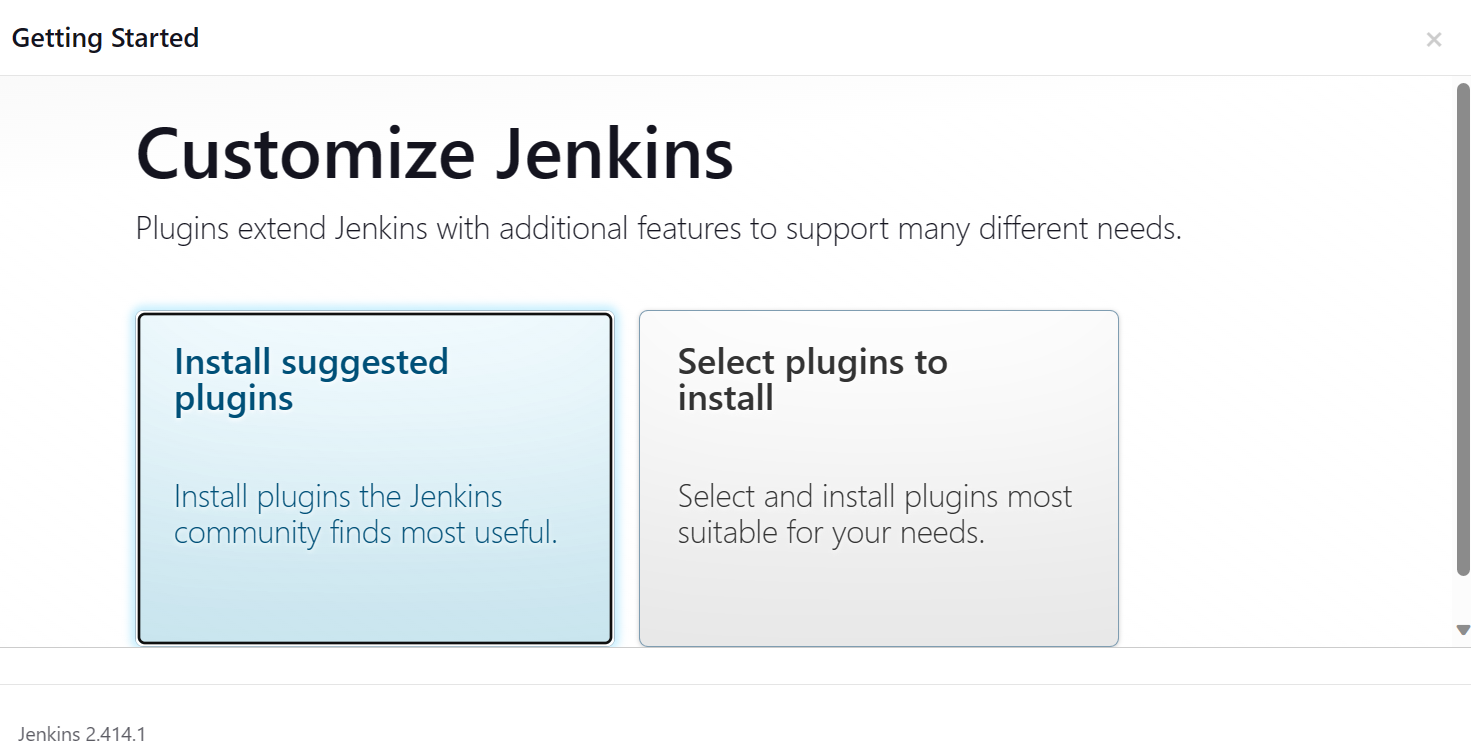 Getting Started
×
Customize Jenkins
Plugins extend Jenkins with additional features to support many different needs.
Install suggested
plugins
Install plugins the Jenkins
community finds most useful.
Select plugins to
install
Select and install plugins most
suitable for your needs.
Jenkins 2.414.1